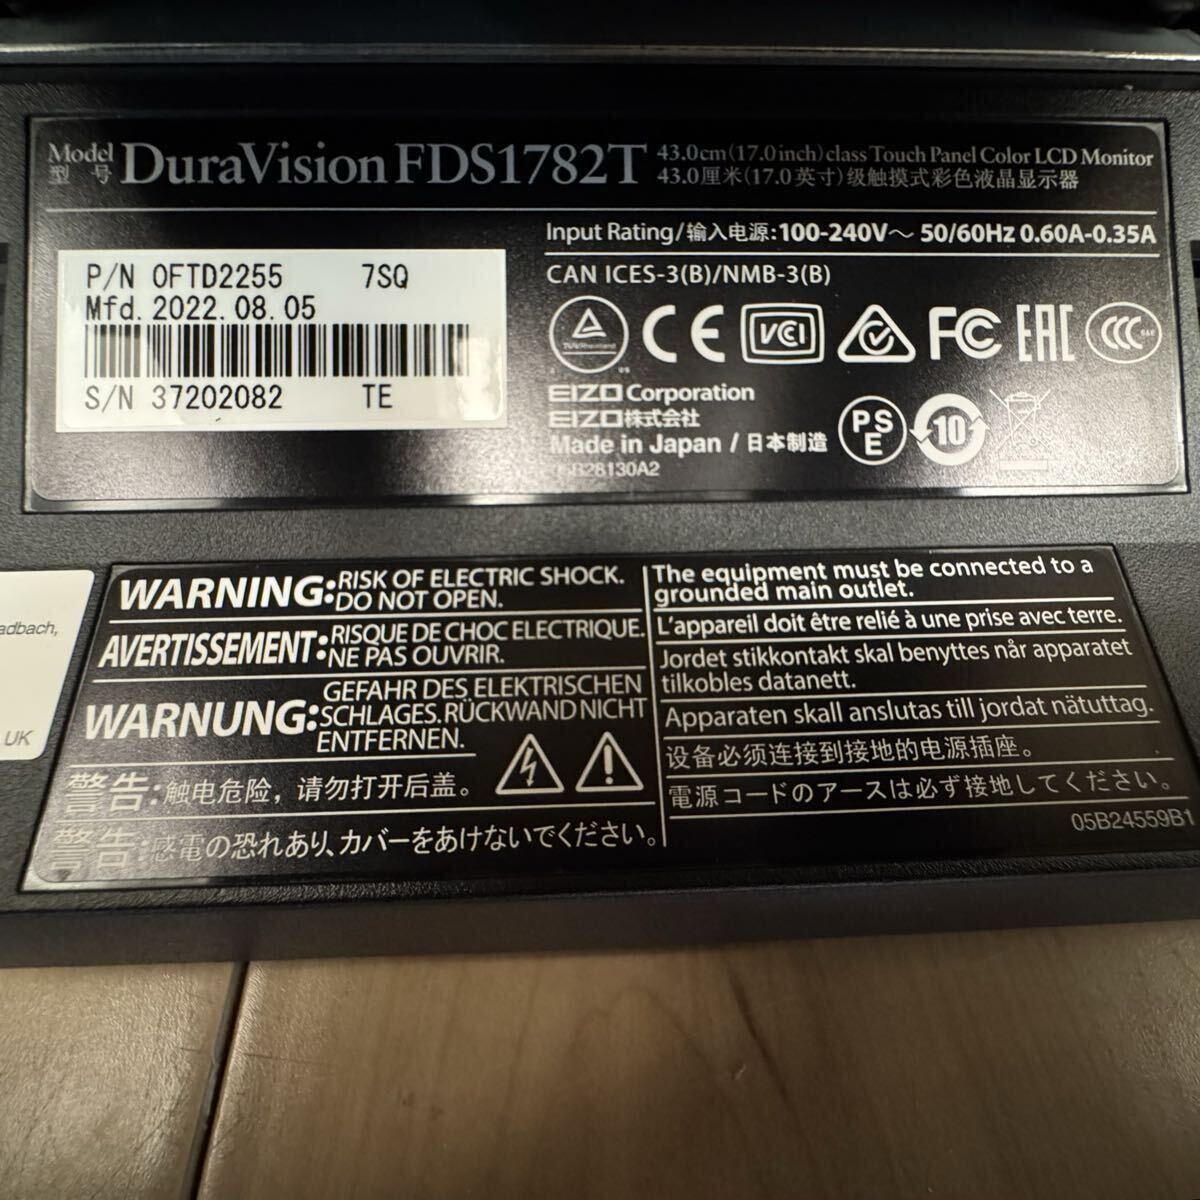 Model DuraVision FDS1782T 43.0cm(17.0inch)class Touch Panel Color LCD Monitor
型 号 43.0厘米(17.0英寸)级触摸式彩色液晶显示器
Input Rating/输入电源:100-240V～ 50/60Hz 0.60A-0.35A
CAN ICES-3(B)/NMB-3(B)
P/N 0FTD2255 7SQ
Mfd. 2022.08.05
S/N 37202082 TE
TÜVRheinland CE VCCI FC EAC CCC S&E
EIZO Corporation
EIZO株式会社
Made in Japan / 日本制造
PSE 10
WARNING:RISK OF ELECTRIC SHOCK.
DO NOT OPEN.
AVERTISSEMENT:RISQUE DE CHOC ELECTRIQUE.
NE PAS OUVRIR.
WARNUNG:GEFAHR DES ELEKTRISCHEN
SCHLAGES. RÜCKWAND NICHT
ENTFERNEN.
警告:触电危险，请勿打开后盖。
警告:感電の恐れあり、カバーをあけないでください。
The equipment must be connected to a
grounded main outlet.
L'appareil doit être relié à une prise avec terre.
Jordet stikkontakt skal benyttes når apparatet
tilkobles datanett.
Apparaten skall anslutas till jordat nätuttag.
设备必须连接到接地的电源插座。
電源コードのアースは必ず接地してください。
05B24559B1
UK